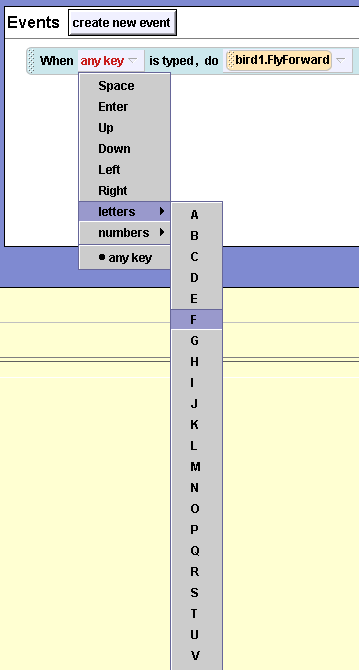 Events create new event
When any key is typed, do bird1.FlyForward
Space
Enter
Up
Down
Left
Right
letters
numbers
any key
A
B
C
D
E
F
G
H
I
J
K
L
M
N
O
P
Q
R
S
T
U
V